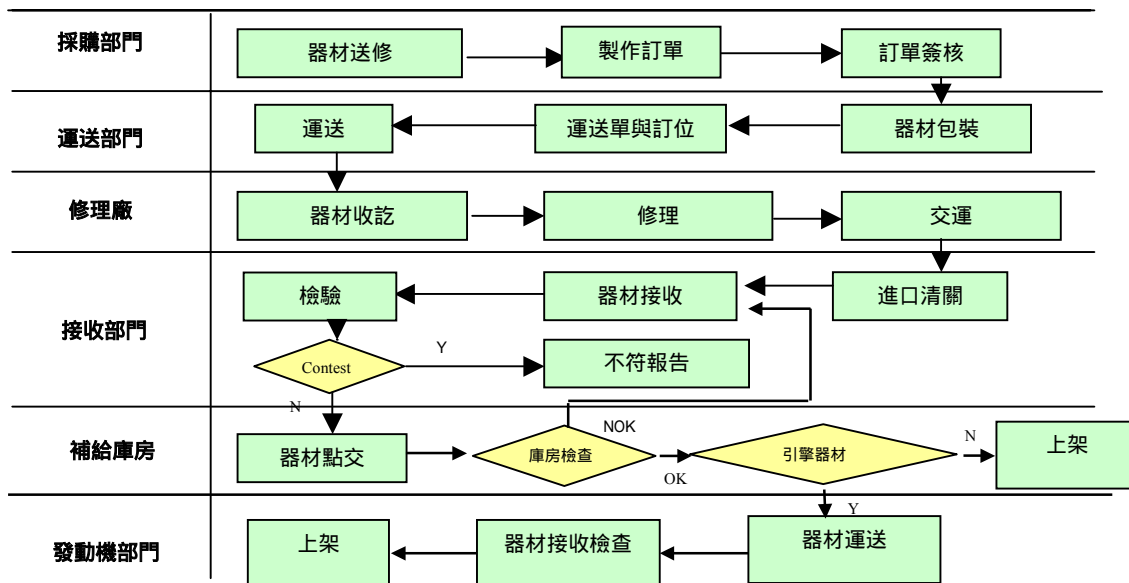 採購部門
器材送修
製作訂單
訂單簽核
運送部門
運送
運送單與訂位
器材包裝
修理廠
器材收訖
修理
交運
接收部門
檢驗
器材接收
進口清關
Contest
Y
不符報告
N
補給庫房
器材點交
庫房檢查
NOK
OK
引擎器材
N
上架
Y
發動機部門
上架
器材接收檢查
器材運送